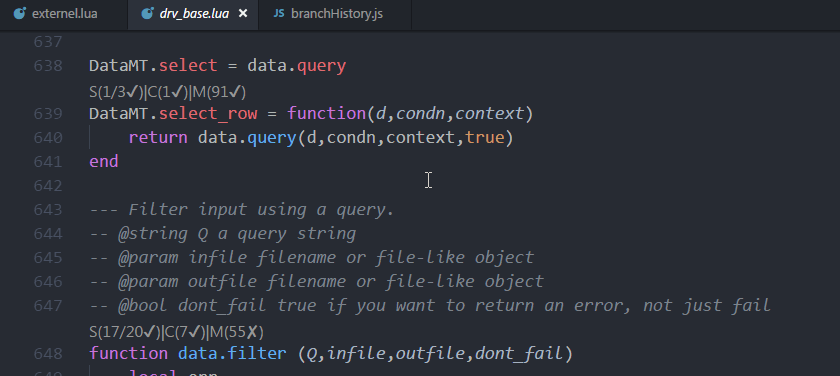 externel.lua drv_base.lua × JS branchHistory.js
637
638 DataMT.select = data.query
S(1/3✓)|C(1✓)|M(91✓)
639 DataMT.select_row = function(d,condn,context)
640 return data.query(d,condn,context,true)
641 end
642
643 --- Filter input using a query.
644 -- @string Q a query string
645 -- @param infile filename or file-like object
646 -- @param outfile filename or file-like object
647 -- @bool dont_fail true if you want to return an error, not just fail
S(17/20✓)|C(7✓)|M(55✗)
648 function data.filter (Q,infile,outfile,dont_fail)